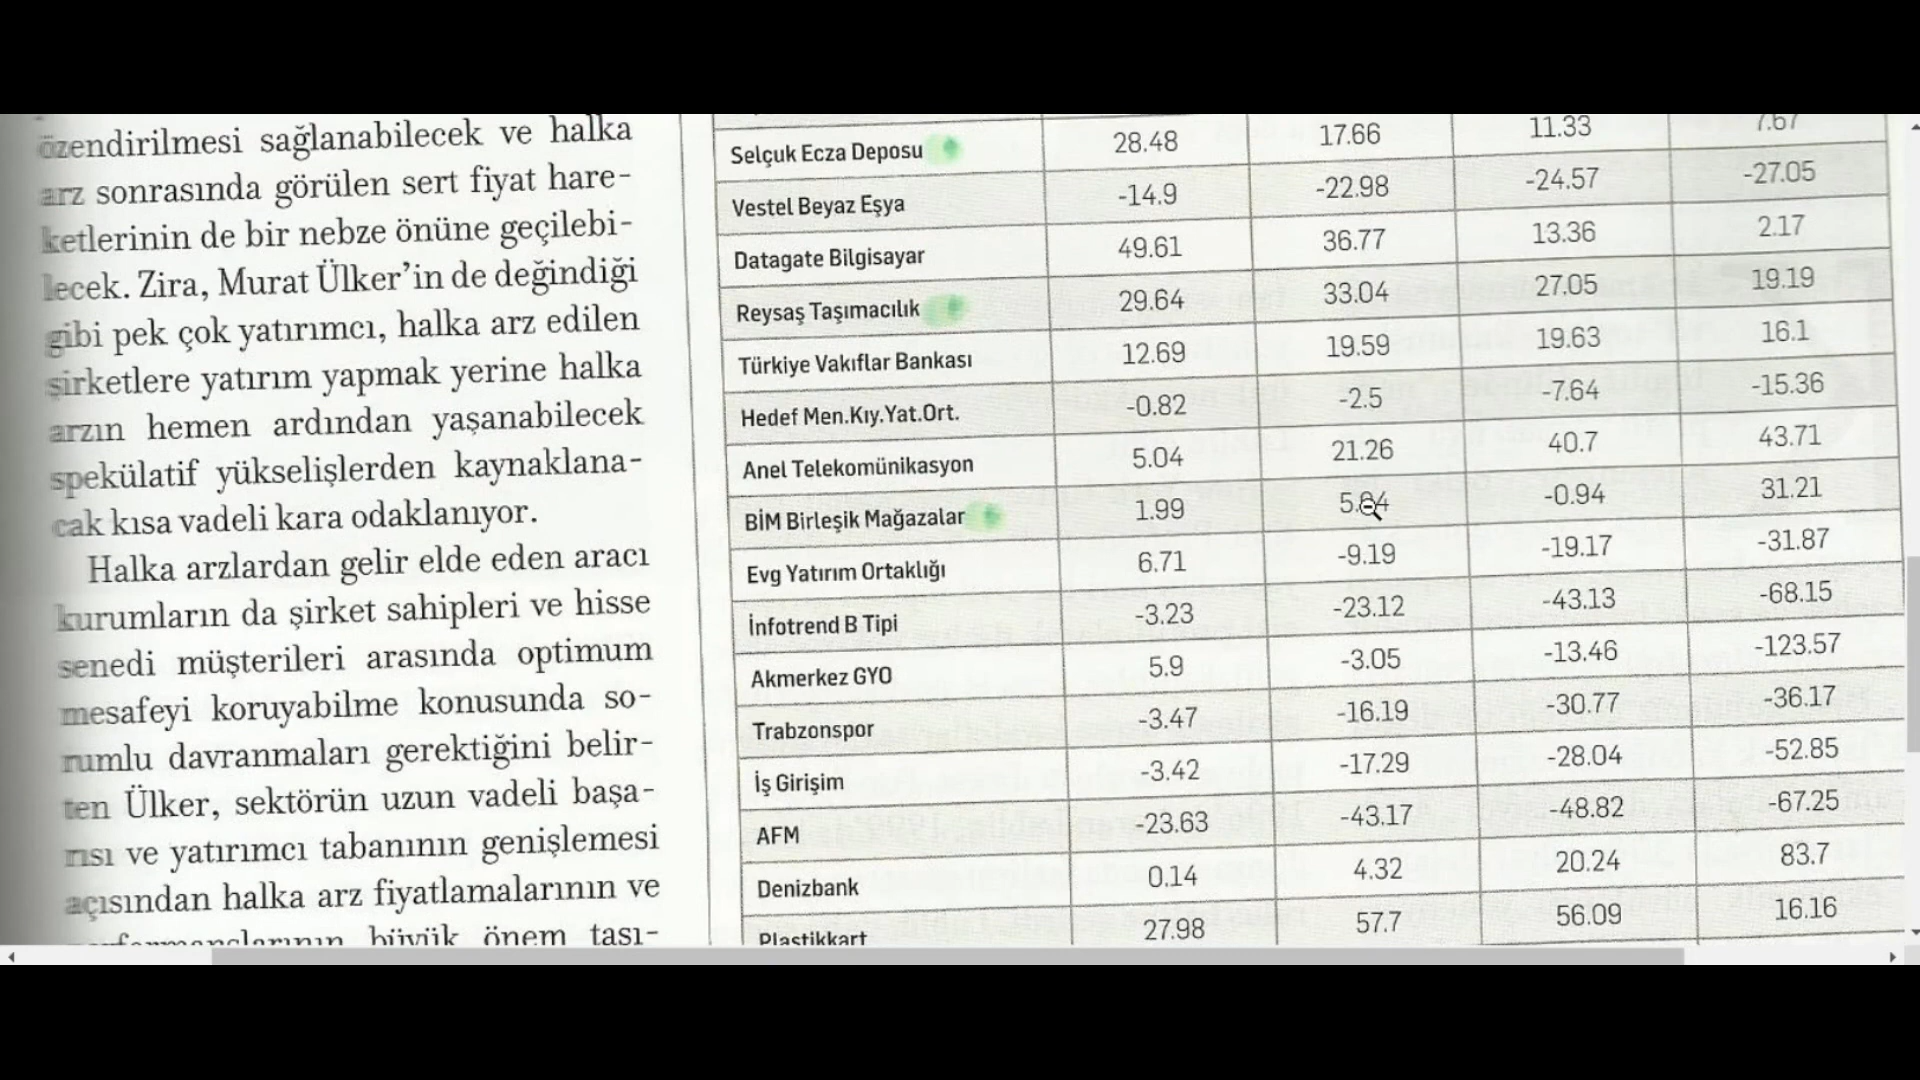 özendirilmesi sağlanabilecek ve halka
arz sonrasında görülen sert fiyat hare-
ketlerinin de bir nebze önüne geçilebi-
lecek. Zira, Murat Ülker’in de değindiği
gibi pek çok yatırımcı, halka arz edilen
şirketlere yatırım yapmak yerine halka
arzın hemen ardından yaşanabilecek
spekülatif yükselişlerden kaynaklana-
cak kısa vadeli kara odaklanıyor.
Halka arzlardan gelir elde eden aracı
kurumların da şirket sahipleri ve hisse
senedi müşterileri arasında optimum
mesafeyi koruyabilme konusunda so-
rumlu davranmaları gerektiğini belir-
ten Ülker, sektörün uzun vadeli başa-
rısı ve yatırımcı tabanının genişlemesi
açısından halka arz fiyatlamalarının ve
büyük önem taşı-
Selçuk Ecza Deposu 28.48 17.66 11.33 7.67
Vestel Beyaz Eşya -14.9 -22.98 -24.57 -27.05
Datagate Bilgisayar 49.61 36.77 13.36 2.17
Reysaş Taşımacılık 29.64 33.04 27.05 19.19
Türkiye Vakıflar Bankası 12.69 19.59 19.63 16.1
Hedef Men.Kıy.Yat.Ort. -0.82 -2.5 -7.64 -15.36
Anel Telekomünikasyon 5.04 21.26 40.7 43.71
BİM Birleşik Mağazalar 1.99 -0.94 31.21
Evg Yatırım Ortaklığı 6.71 -9.19 -19.17 -31.87
İnfotrend B Tipi -3.23 -23.12 -43.13 -68.15
Akmerkez GYO 5.9 -3.05 -13.46 -123.57
Trabzonspor -3.47 -16.19 -30.77 -36.17
İş Girişim -3.42 -17.29 -28.04 -52.85
AFM -23.63 -43.17 -48.82 -67.25
Denizbank 0.14 4.32 20.24 83.7
Plastikkart 27.98 57.7 56.09 16.16